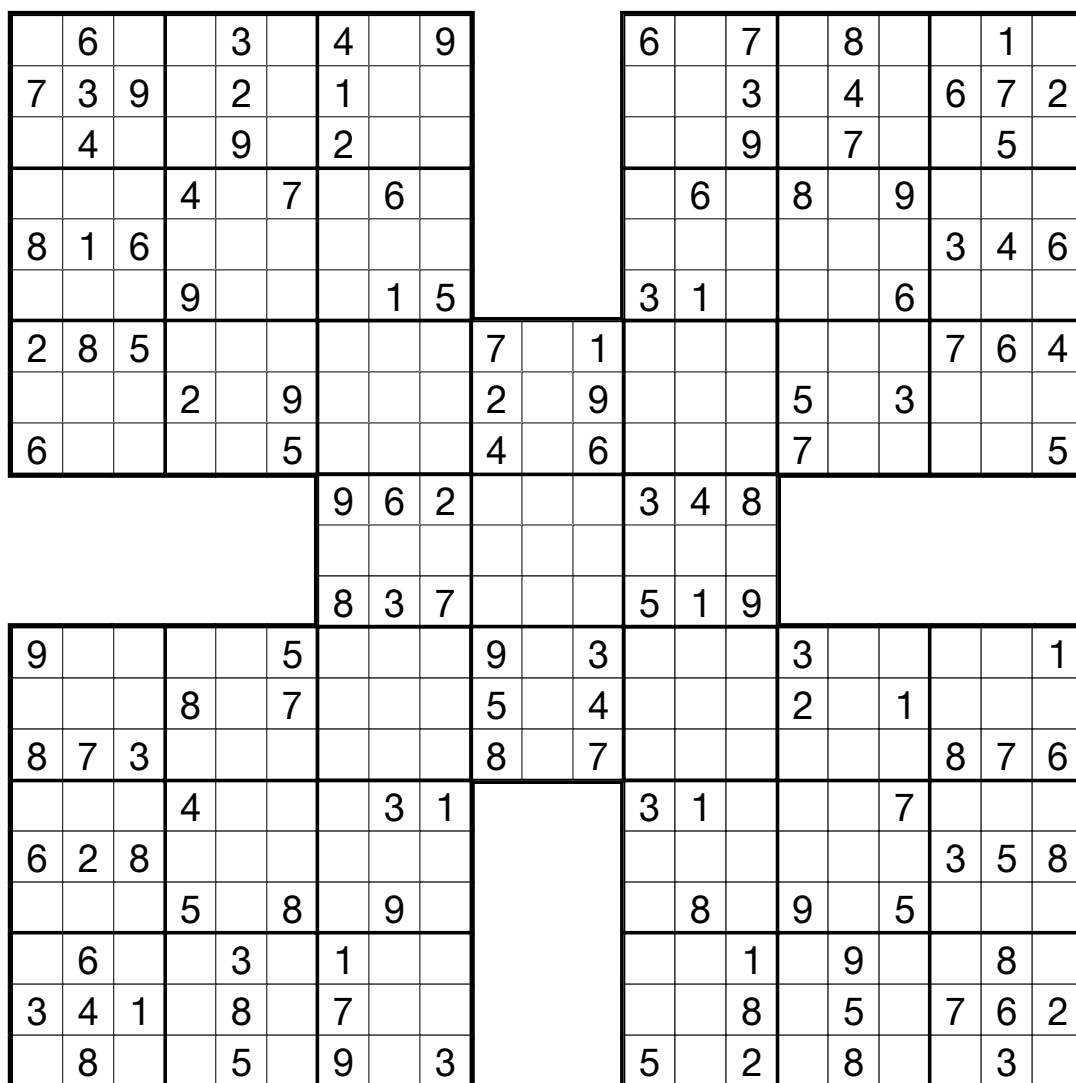 6 3 4 9 6 7 8 1
7 3 9 2 1 3 4 6 7 2
4 9 2 9 7 5
4 7 6 6 8 9
8 1 6 3 4 6
9 1 5 3 1 6
2 8 5 7 1 7 6 4
2 9 2 9 5 3
6 5 4 6 7 5
9 6 2 3 4 8
8 3 7 5 1 9
9 5 9 3 3 1
8 7 5 4 2 1
8 7 3 8 7 8 7 6
4 3 1 3 1 7
6 2 8 3 5 8
5 8 9 8 9 5
6 3 1 1 9 8
3 4 1 8 7 8 5 7 6 2
8 5 9 3 5 2 8 3